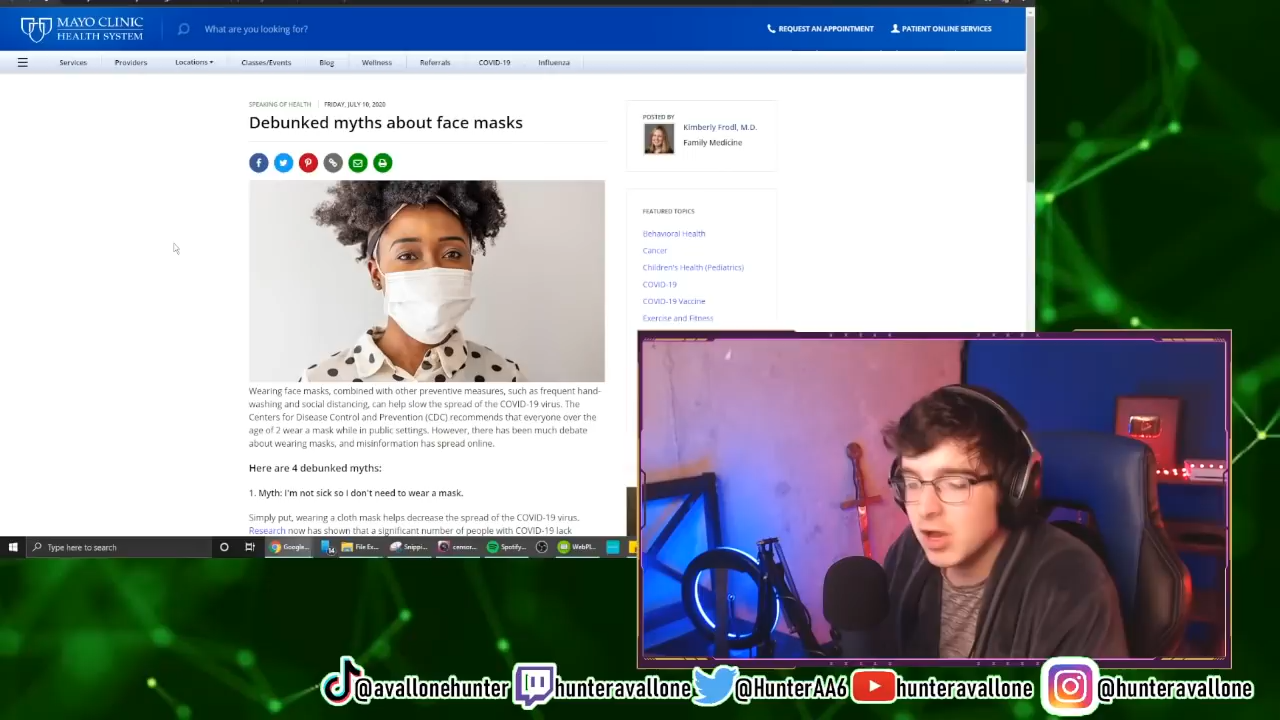 MAYO CLINIC
HEALTH SYSTEM
What are you looking for?
REQUEST AN APPOINTMENT
PATIENT ONLINE SERVICES
Services
Providers
Locations
Classes/Events
Blog
Wellness
Referrals
COVID-19
Influenza
SPEAKING OF HEALTH
FRIDAY, JULY 10, 2020
Debunked myths about face masks
POSTED BY
Kimberly Frodl, M.D.
Family Medicine
FEATURED TOPICS
Behavioral Health
Cancer
Children's Health (Pediatrics)
COVID-19
COVID-19 Vaccine
Exercise and Fitness
Wearing face masks, combined with other preventive measures, such as frequent hand-
washing and social distancing, can help slow the spread of the COVID-19 virus. The
Centers for Disease Control and Prevention (CDC) recommends that everyone over the
age of 2 wear a mask while in public settings. However, there has been much debate
about wearing masks, and misinformation has spread online.
Here are 4 debunked myths:
1. Myth: I'm not sick so I don't need to wear a mask.
Simply put, wearing a cloth mask helps decrease the spread of the COVID-19 virus.
Research now has shown that a significant number of people with COVID-19 lack
Type here to search
Google...
14
File Ex...
Snippi...
censor...
Spotify...
WebPl...
@avallonehunter
hunteravallone
@HunterAA6
hunteravallone
@hunteravallone